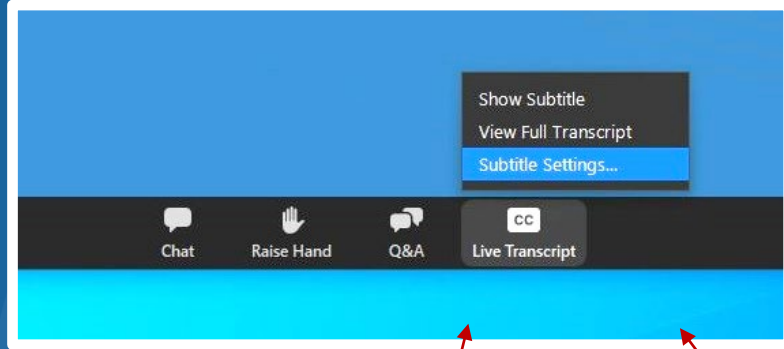 Show Subtitle
View Full Transcript
Subtitle Settings...
CC
Chat
Raise Hand
Q&A
Live Transcript